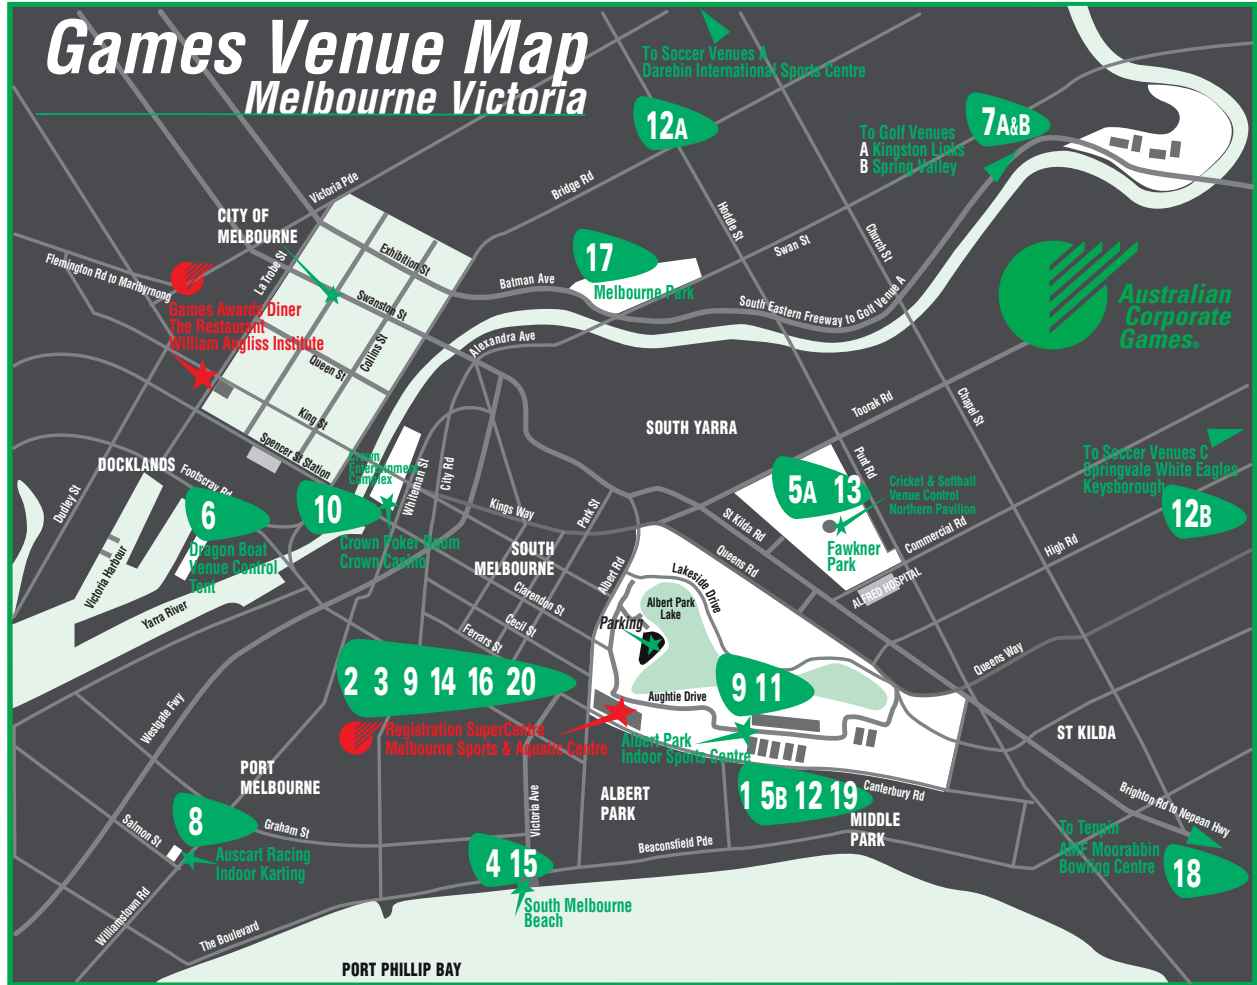 Games Venue Map
Melbourne Victoria
To Soccer Venues A
Darebin International Sports Centre
12A
7A&B
To Golf Venues
A Kingston Links
B Spring Valley
Victoria Pde
Bridge Rd
Hoddle St
Church St
Swan St
CITY OF
MELBOURNE
Flemington Rd to Maribyrnong
La Trobe St
Exhibition St
Swanston St
Collins St
Queen St
King St
Spencer St Station
Batman Ave
17
Melbourne Park
South Eastern Freeway to Golf Venue A
Alexandra Ave
Australian
Corporate
Games®
Games Awards Diner
The Restaurant
William Angliss Institute
SOUTH YARRA
Toorak Rd
Chapel St
Punt Rd
To Soccer Venues C
Springvale White Eagles
Keysborough
12B
DOCKLANDS
Footscray Rd
Dudley St
6
Dragon Boat
Venue Control
Tent
Victoria Harbour
Yarra River
10
Crown
Entertainment
Complex
Whiteman St
City Rd
Crown Poker Room
Crown Casino
Kings Way
Park St
SOUTH
MELBOURNE
Clarendon St
Cecil St
Ferrars St
Albert Rd
St Kilda Rd
Queens Rd
5A 13
Cricket & Softball
Venue Control
Northern Pavilion
Fawkner
Park
Commercial Rd
ALFRED HOSPITAL
High Rd
Queens Way
Lakeside Drive
Albert Park
Lake
Parking
Aughtie Drive
2 3 9 14 16 20
Registration SuperCentre
Melbourne Sports & Aquatic Centre
9 11
Albert Park
Indoor Sports Centre
ST KILDA
Westgate Fwy
PORT
MELBOURNE
8
Salmon St
Graham St
Auscart Racing
Indoor Karting
Williamstown Rd
The Boulevard
Victoria Ave
ALBERT
PARK
1 5B 12 19
Canterbury Rd
MIDDLE
PARK
Beaconsfield Pde
4 15
South Melbourne
Beach
Brighton Rd to Nepean Hwy
To Tenpin
AMF Moorabbin
Bowling Centre
18
PORT PHILLIP BAY